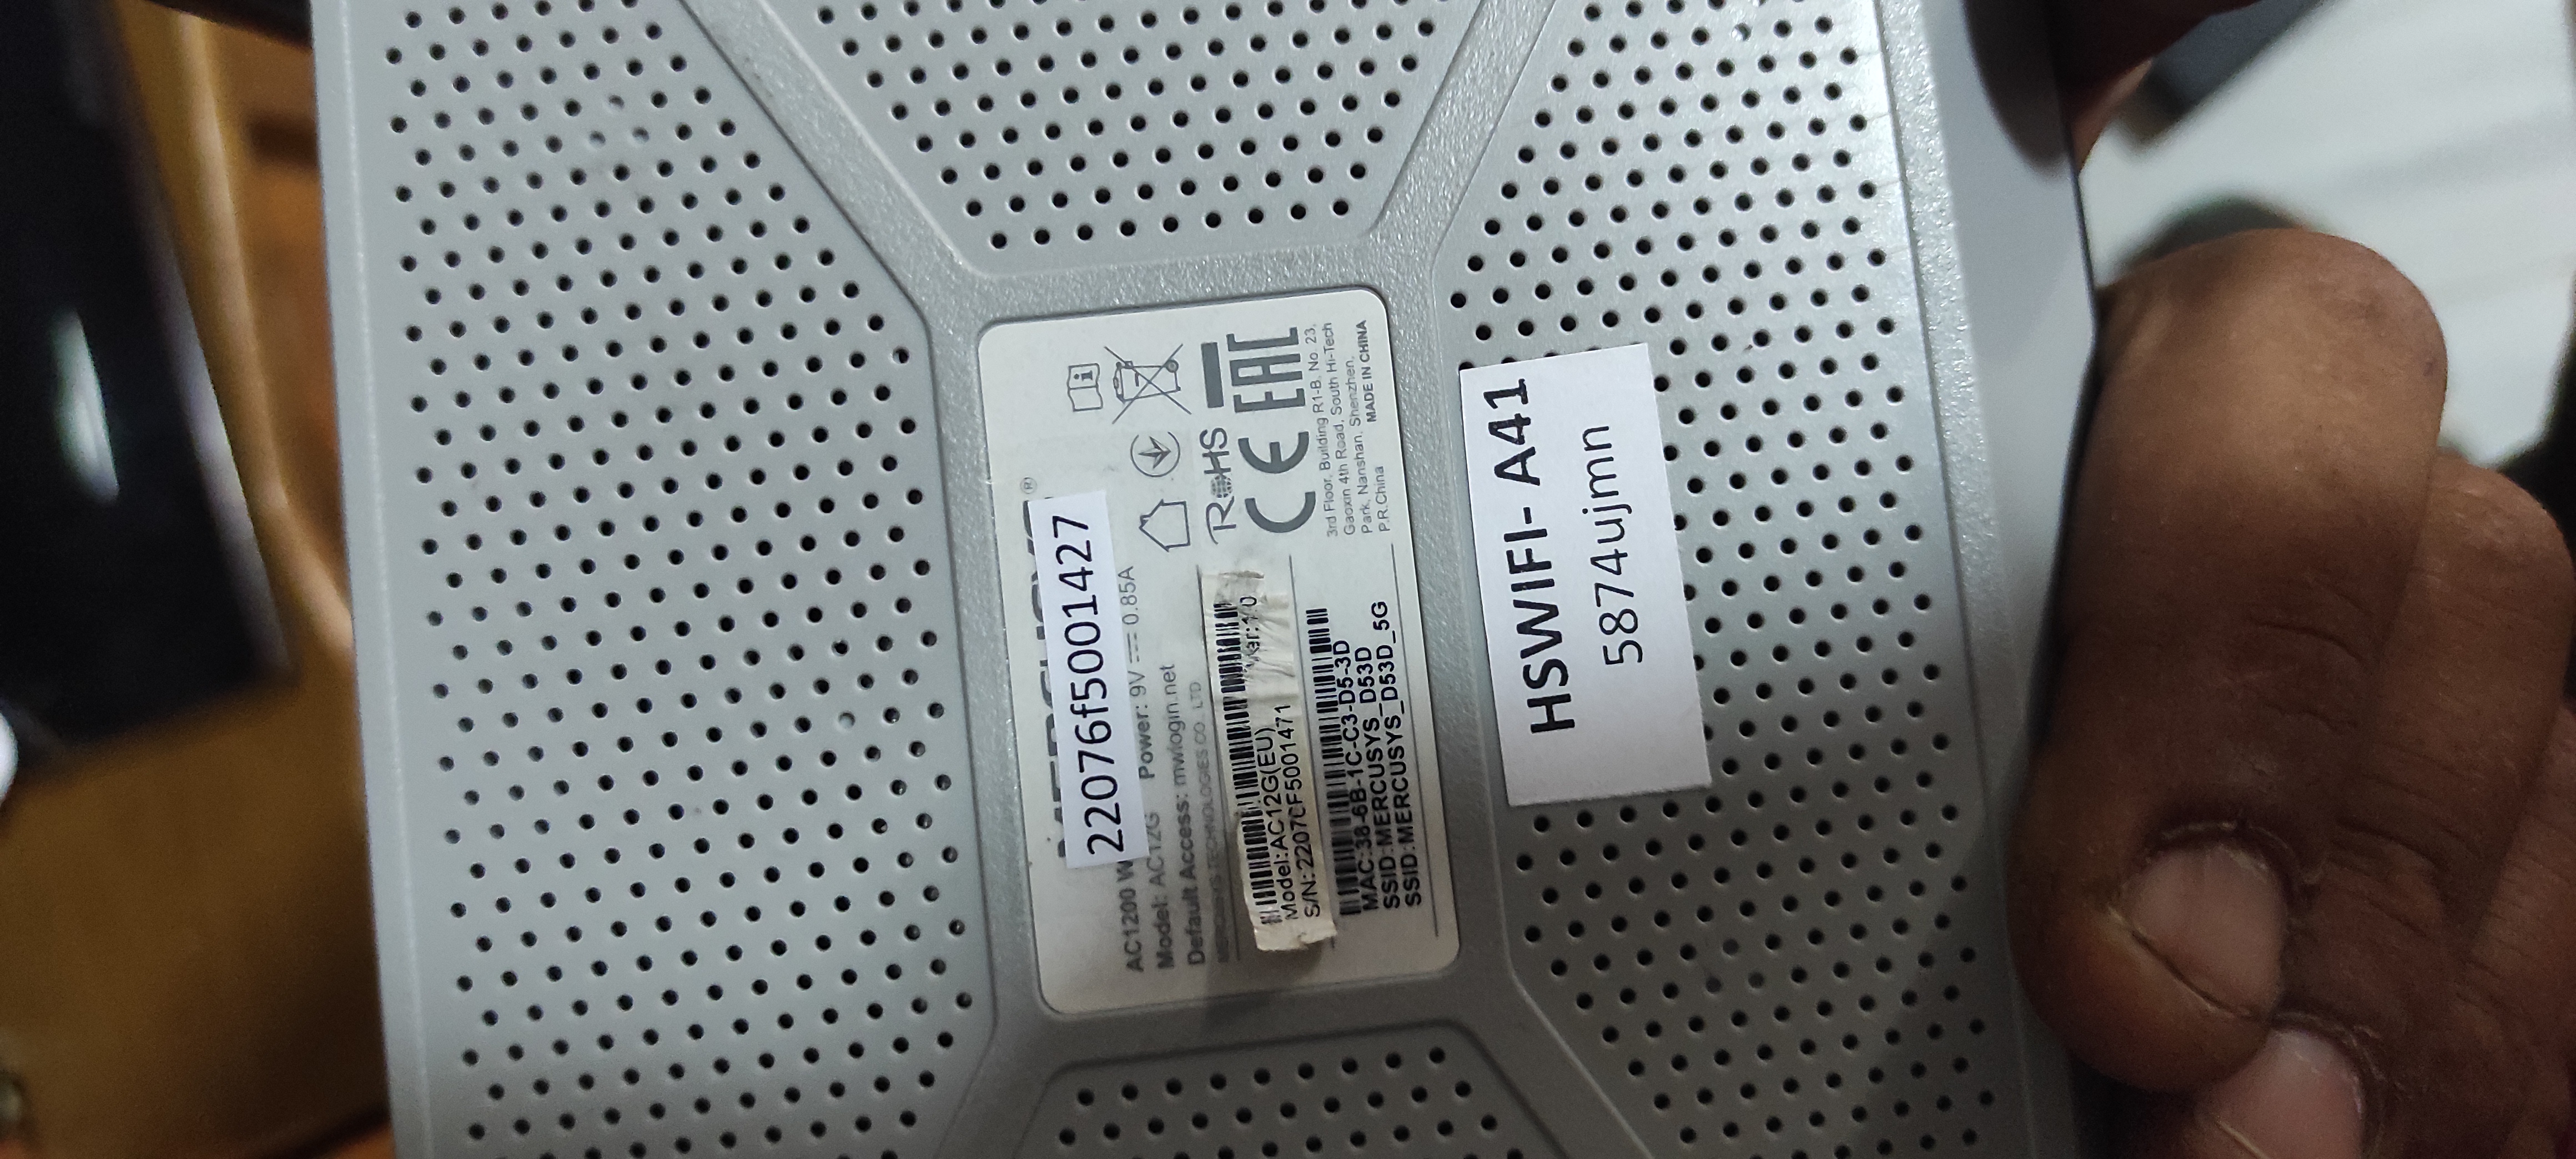 22076f5001427
®
AC1200 W
Model: AC12G Power: 9V 0.85A
Default Access: mwlogin.net
MERCUSYS TECHNOLOGIES CO., LTD
RoHS
CE EAC
Model:AC12G(EU) Ver:1.0
S/N:2207CF5001471
MAC:38-6B-1C-C3-D5-3D
SSID:MERCUSYS_D53D
SSID:MERCUSYS_D53D_5G
3rd Floor, Building R1-B, No. 23,
Gaoxin 4th Road, South Hi-Tech
Park, Nanshan, Shenzhen,
P.R.China MADE IN CHINA
HSWIFI- A41
5874ujmn